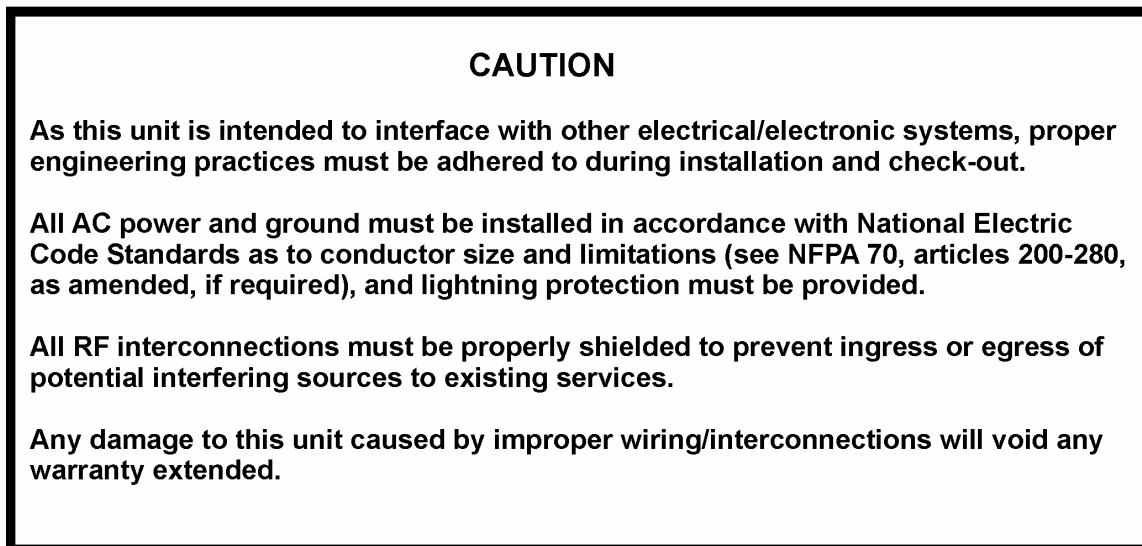 CAUTION
As this unit is intended to interface with other electrical/electronic systems, proper
engineering practices must be adhered to during installation and check-out.
All AC power and ground must be installed in accordance with National Electric
Code Standards as to conductor size and limitations (see NFPA 70, articles 200-280,
as amended, if required), and lightning protection must be provided.
All RF interconnections must be properly shielded to prevent ingress or egress of
potential interfering sources to existing services.
Any damage to this unit caused by improper wiring/interconnections will void any
warranty extended.